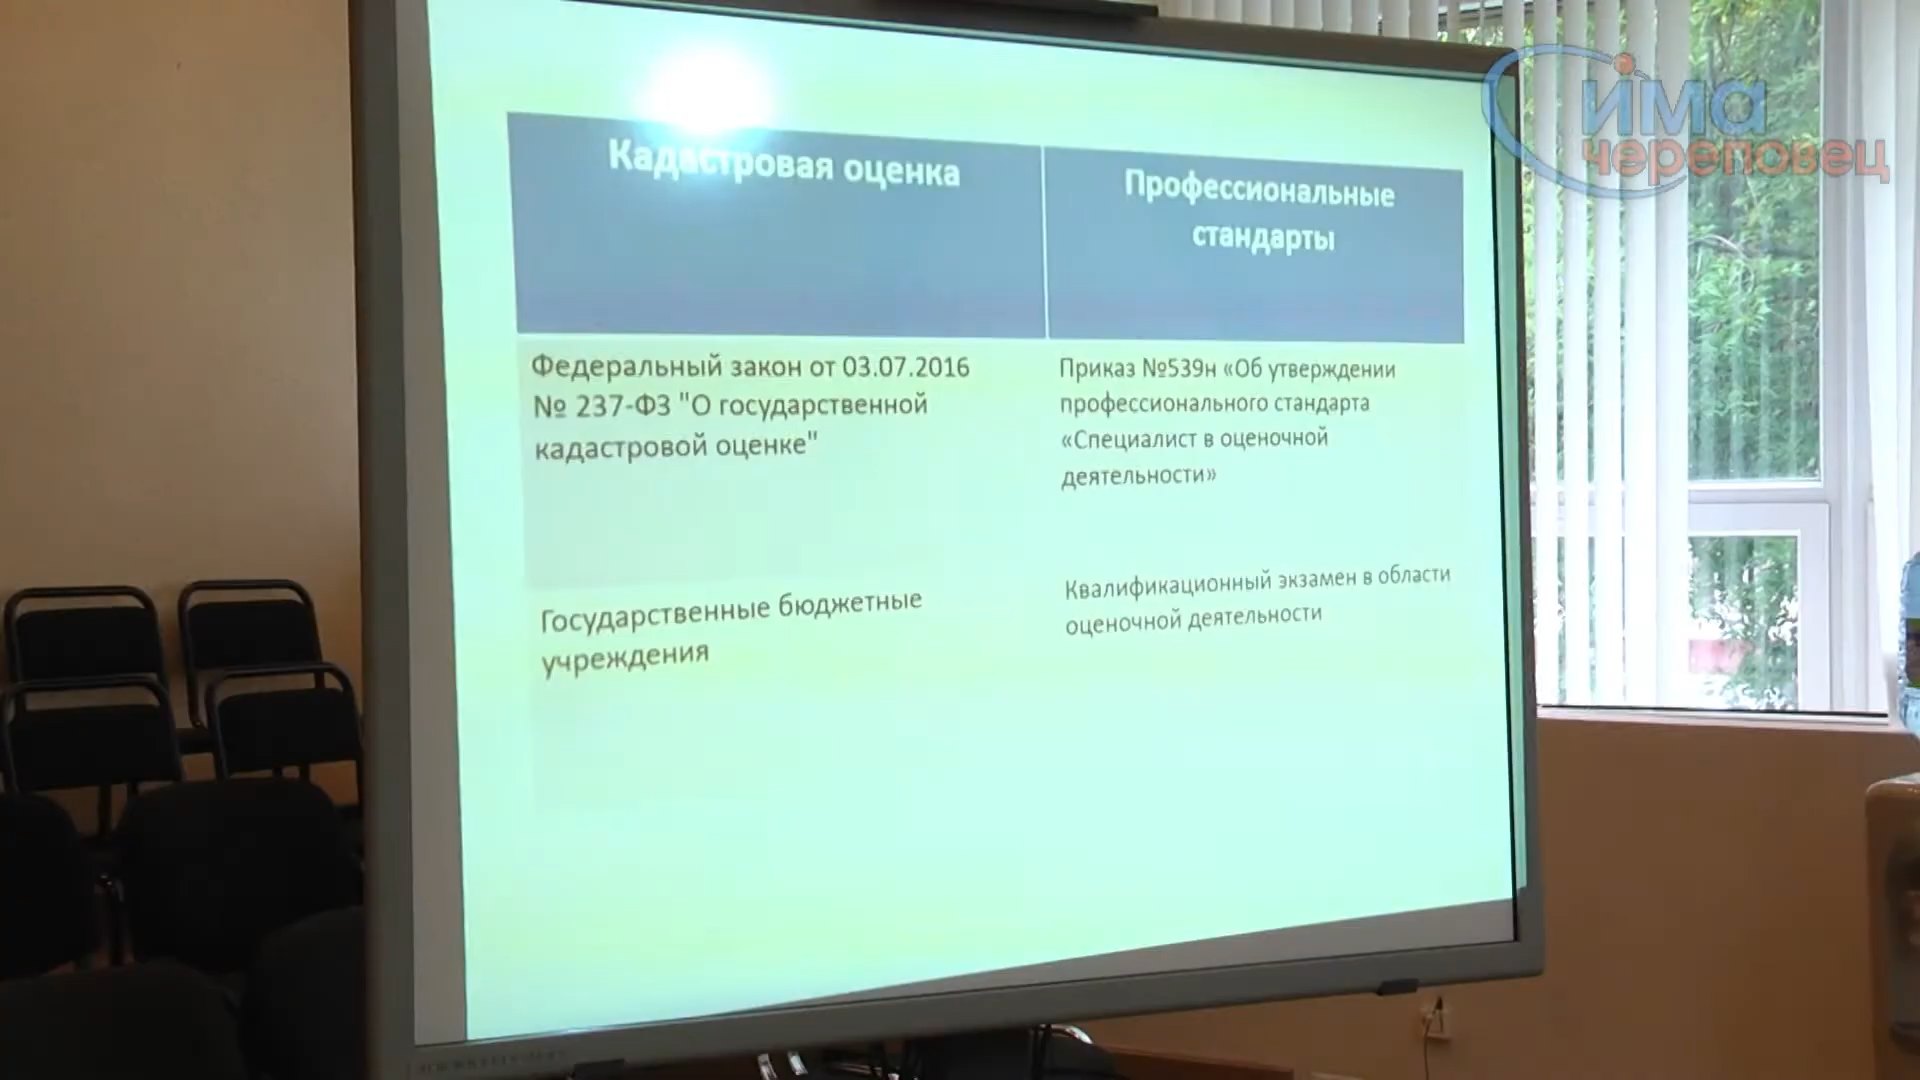 Кадастровая оценка
Профессиональные
стандарты
Федеральный закон от 03.07.2016
№ 237-ФЗ "О государственной
кадастровой оценке"
Приказ №539н «Об утверждении
профессионального стандарта
«Специалист в оценочной
деятельности»
Государственные бюджетные
учреждения
Квалификационный экзамен в области
оценочной деятельности
има
череповец